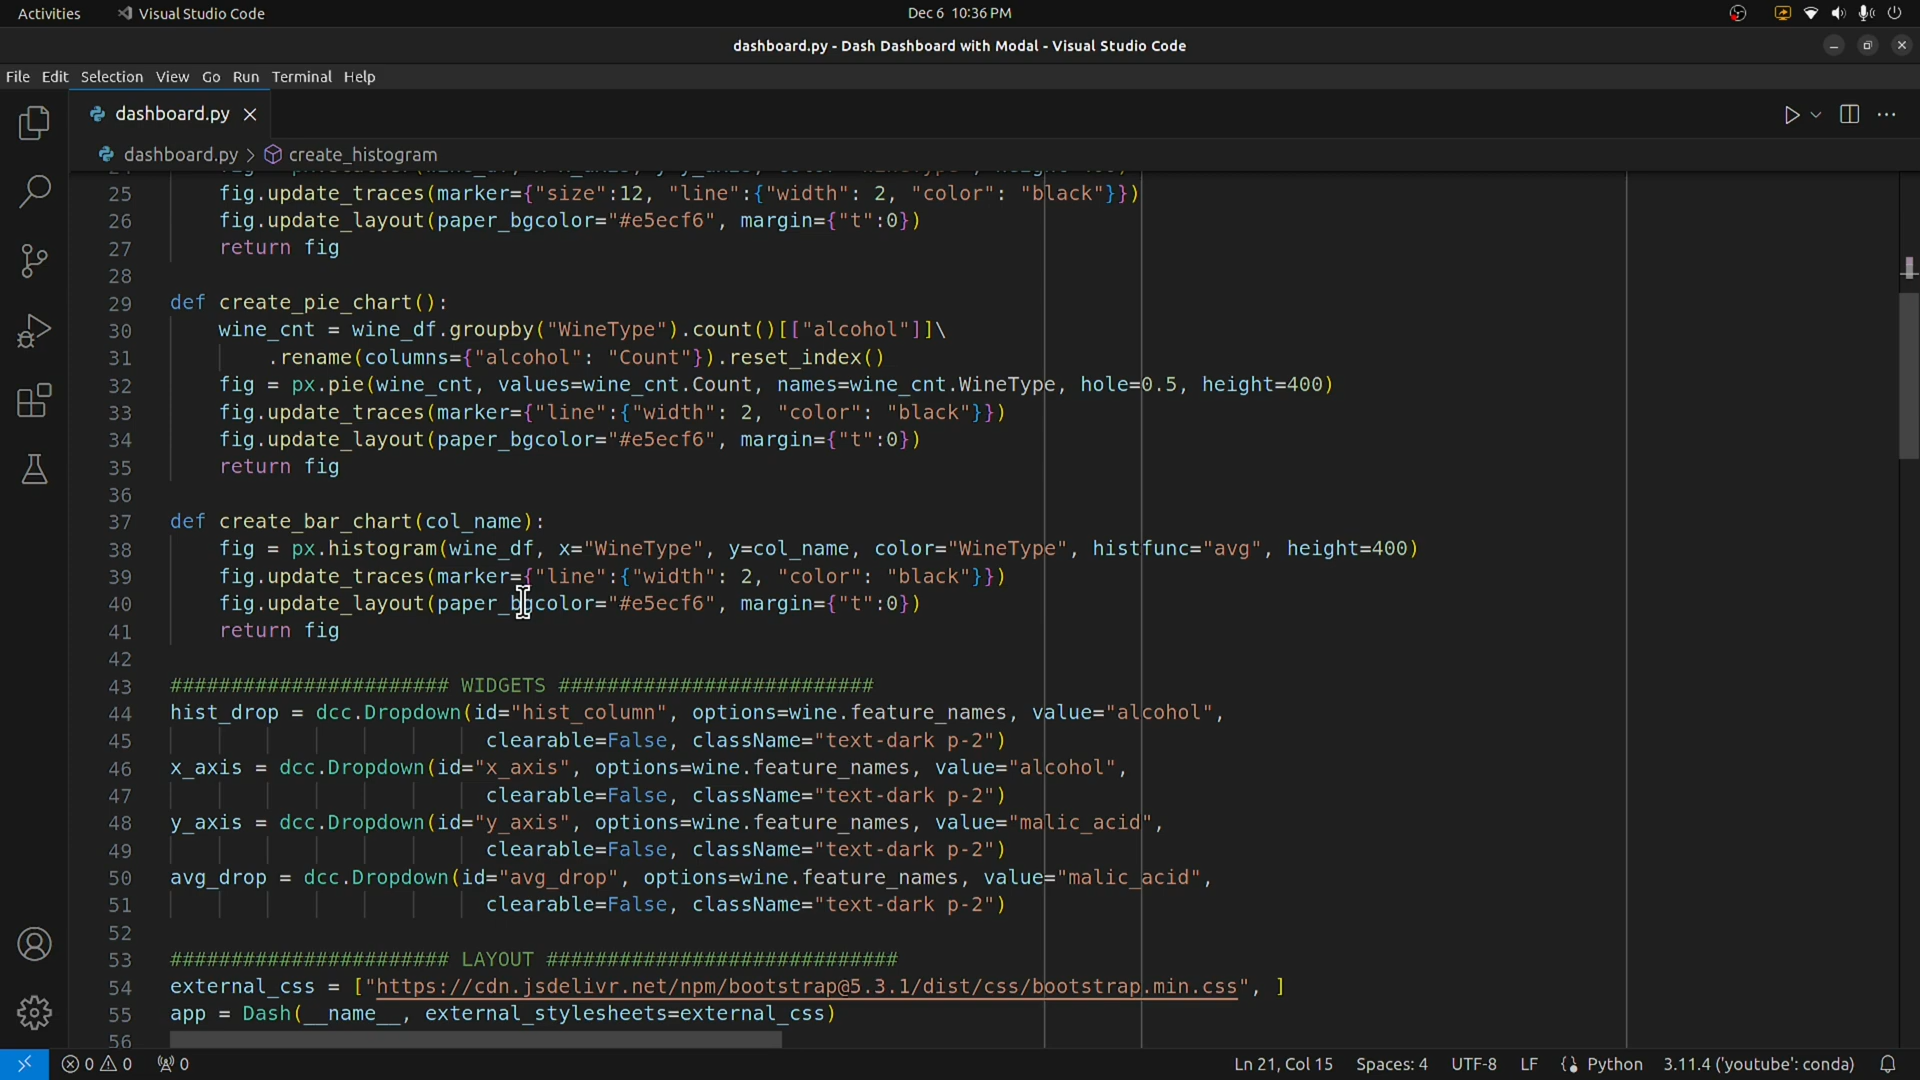 Activities Visual Studio Code Dec 6 10:36 PM
dashboard.py - Dash Dashboard with Modal - Visual Studio Code
File Edit Selection View Go Run Terminal Help
dashboard.py
dashboard.py > create_histogram
25 fig.update_traces(marker={"size":12, "line":{"width": 2, "color": "black"}})
26 fig.update_layout(paper_bgcolor="#e5ecf6", margin={"t":0})
27 return fig
28
29 def create_pie_chart():
30 wine_cnt = wine_df.groupby("WineType").count()[["alcohol"]]\
31 .rename(columns={"alcohol": "Count"}).reset_index()
32 fig = px.pie(wine_cnt, values=wine_cnt.Count, names=wine_cnt.WineType, hole=0.5, height=400)
33 fig.update_traces(marker={"line":{"width": 2, "color": "black"}})
34 fig.update_layout(paper_bgcolor="#e5ecf6", margin={"t":0})
35 return fig
36
37 def create_bar_chart(col_name):
38 fig = px.histogram(wine_df, x="WineType", y=col_name, color="WineType", histfunc="avg", height=400)
39 fig.update_traces(marker={"line":{"width": 2, "color": "black"}})
40 fig.update_layout(paper_bgcolor="#e5ecf6", margin={"t":0})
41 return fig
42
43 ####################### WIDGETS ##########################
44 hist_drop = dcc.Dropdown(id="hist_column", options=wine.feature_names, value="alcohol",
45 clearable=False, className="text-dark p-2")
46 x_axis = dcc.Dropdown(id="x_axis", options=wine.feature_names, value="alcohol",
47 clearable=False, className="text-dark p-2")
48 y_axis = dcc.Dropdown(id="y_axis", options=wine.feature_names, value="malic_acid",
49 clearable=False, className="text-dark p-2")
50 avg_drop = dcc.Dropdown(id="avg_drop", options=wine.feature_names, value="malic_acid",
51 clearable=False, className="text-dark p-2")
52
53 ####################### LAYOUT #############################
54 external_css = ["https://cdn.jsdelivr.net/npm/bootstrap@5.3.1/dist/css/bootstrap.min.css", ]
55 app = Dash(__name__, external_stylesheets=external_css)
56
0 0 0 Ln 21, Col 15 Spaces: 4 UTF-8 LF Python 3.11.4 ('youtube': conda)